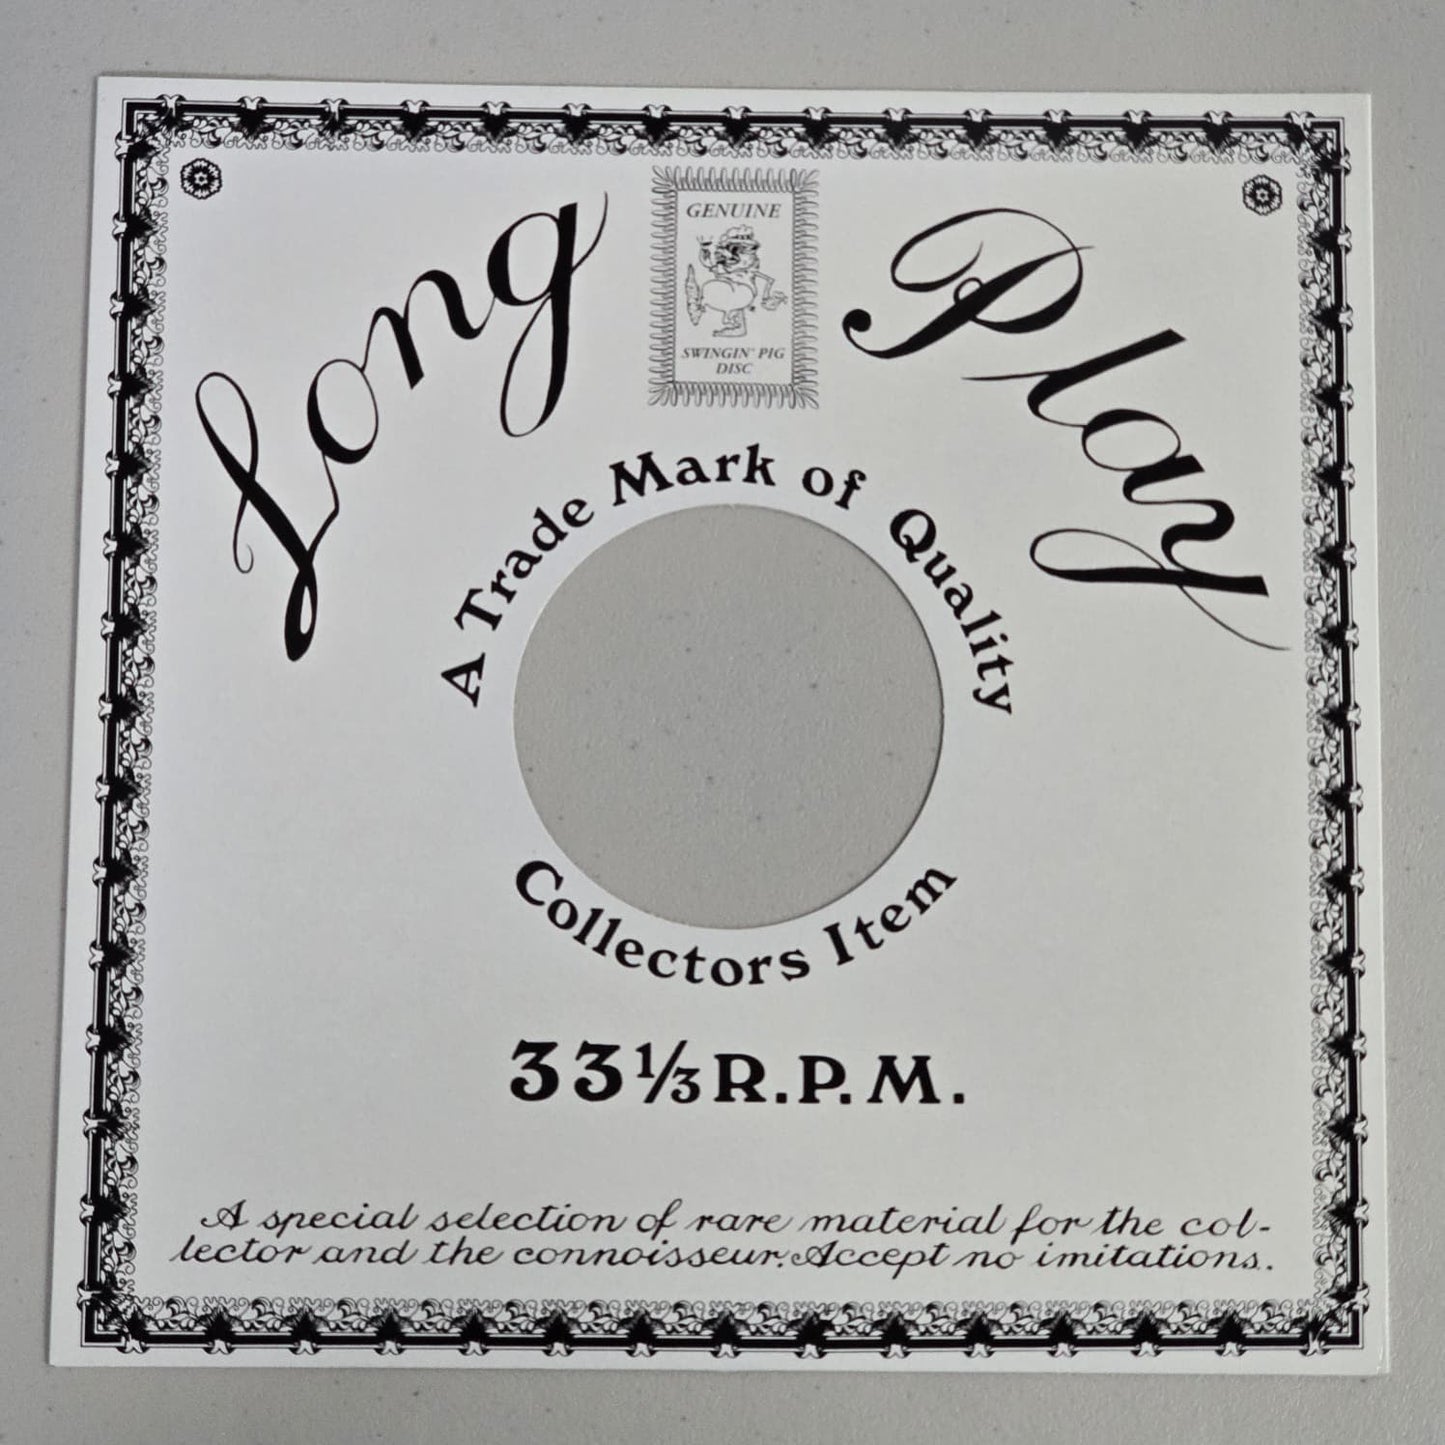 Long Play
GENUINE
SWINGIN' PIG
DISC
A Trade Mark of Quality
Collectors Item
33⅓ R.P.M.
A special selection of rare material for the col-
lector and the connoisseur. Accept no imitations.